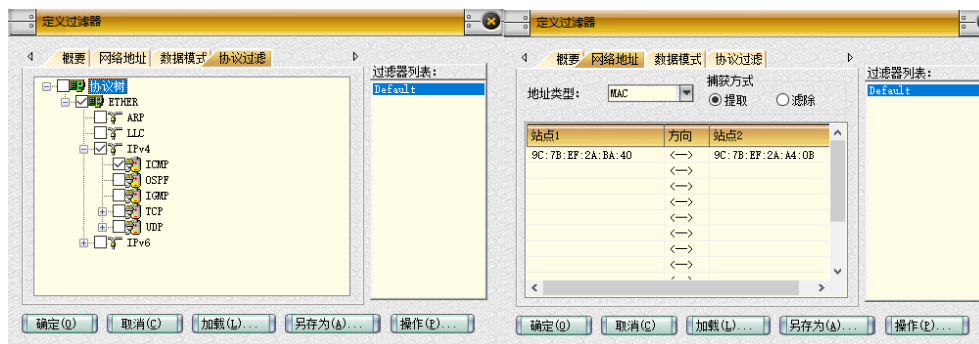 定义过滤器
概要 网络地址 数据模式 协议过滤
过滤器列表:
Default
协议树
ETHER
ARP
LLC
IPv4
ICMP
OSPF
IGMP
TCP
UDP
IPv6
确定(O) 取消(C) 加载(L)... 另存为(A)... 操作(P)...
定义过滤器
概要 网络地址 数据模式 协议过滤
过滤器列表:
Default
地址类型: MAC
捕获方式
提取 滤除
站点1 方向 站点2
9C:7B:EF:2A:BA:40 <—> 9C:7B:EF:2A:A4:0B
<—>
<—>
<—>
<—>
<—>
<—>
<—>
确定(O) 取消(C) 加载(L)... 另存为(A)... 操作(P)...